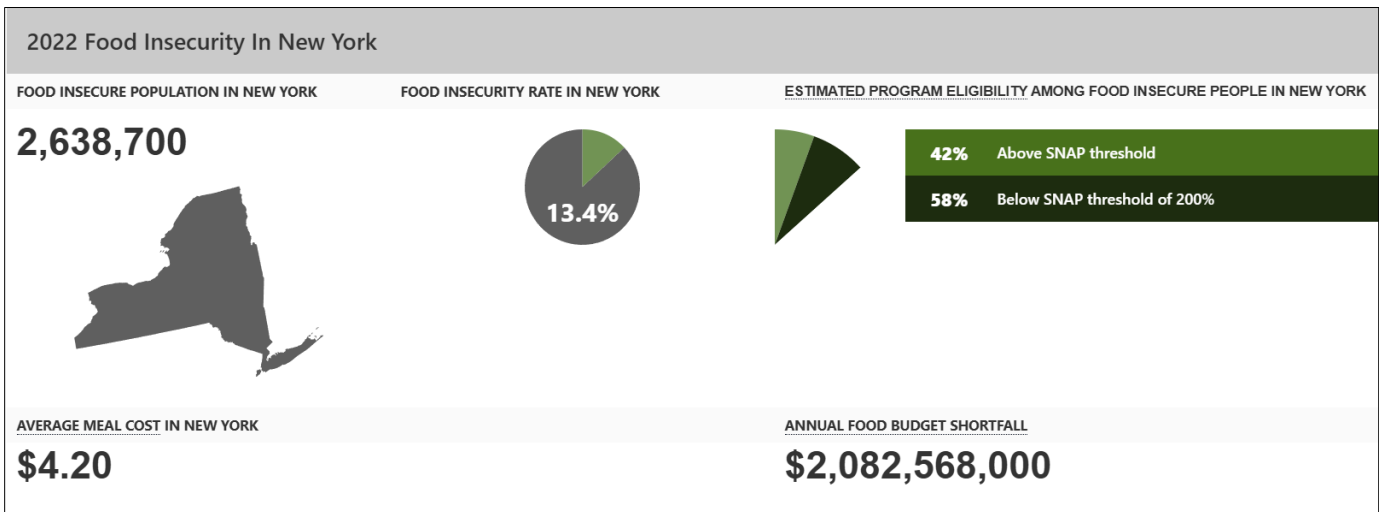 2022 Food Insecurity In New York
FOOD INSECURE POPULATION IN NEW YORK
2,638,700
FOOD INSECURITY RATE IN NEW YORK
13.4%
ESTIMATED PROGRAM ELIGIBILITY AMONG FOOD INSECURE PEOPLE IN NEW YORK
42% Above SNAP threshold
58% Below SNAP threshold of 200%
AVERAGE MEAL COST IN NEW YORK
$4.20
ANNUAL FOOD BUDGET SHORTFALL
$2,082,568,000